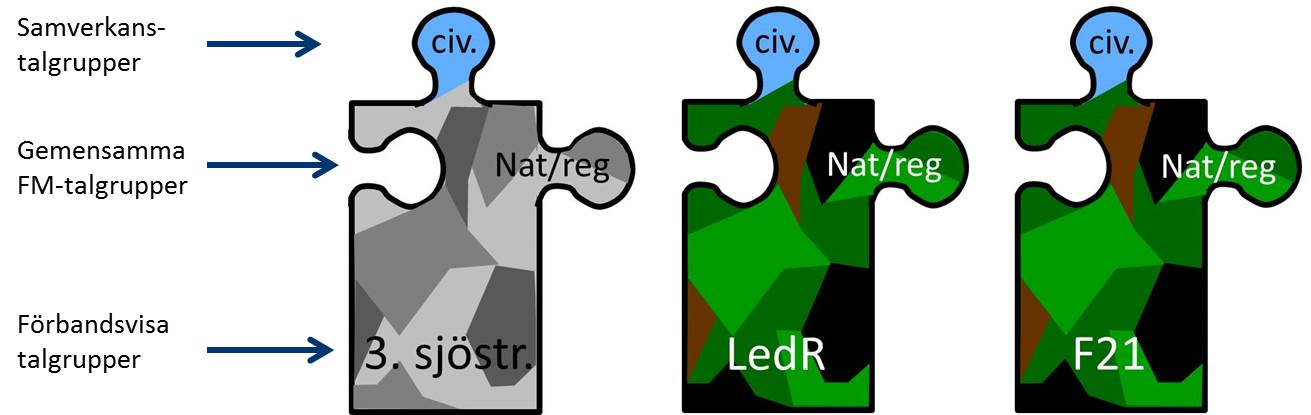 Samverkans-
talgrupper
civ.
civ.
civ.
Gemensamma
FM-talgrupper
Nat/reg
Nat/reg
Nat/reg
Förbandsvisa
talgrupper
3. sjöstr.
LedR
F21